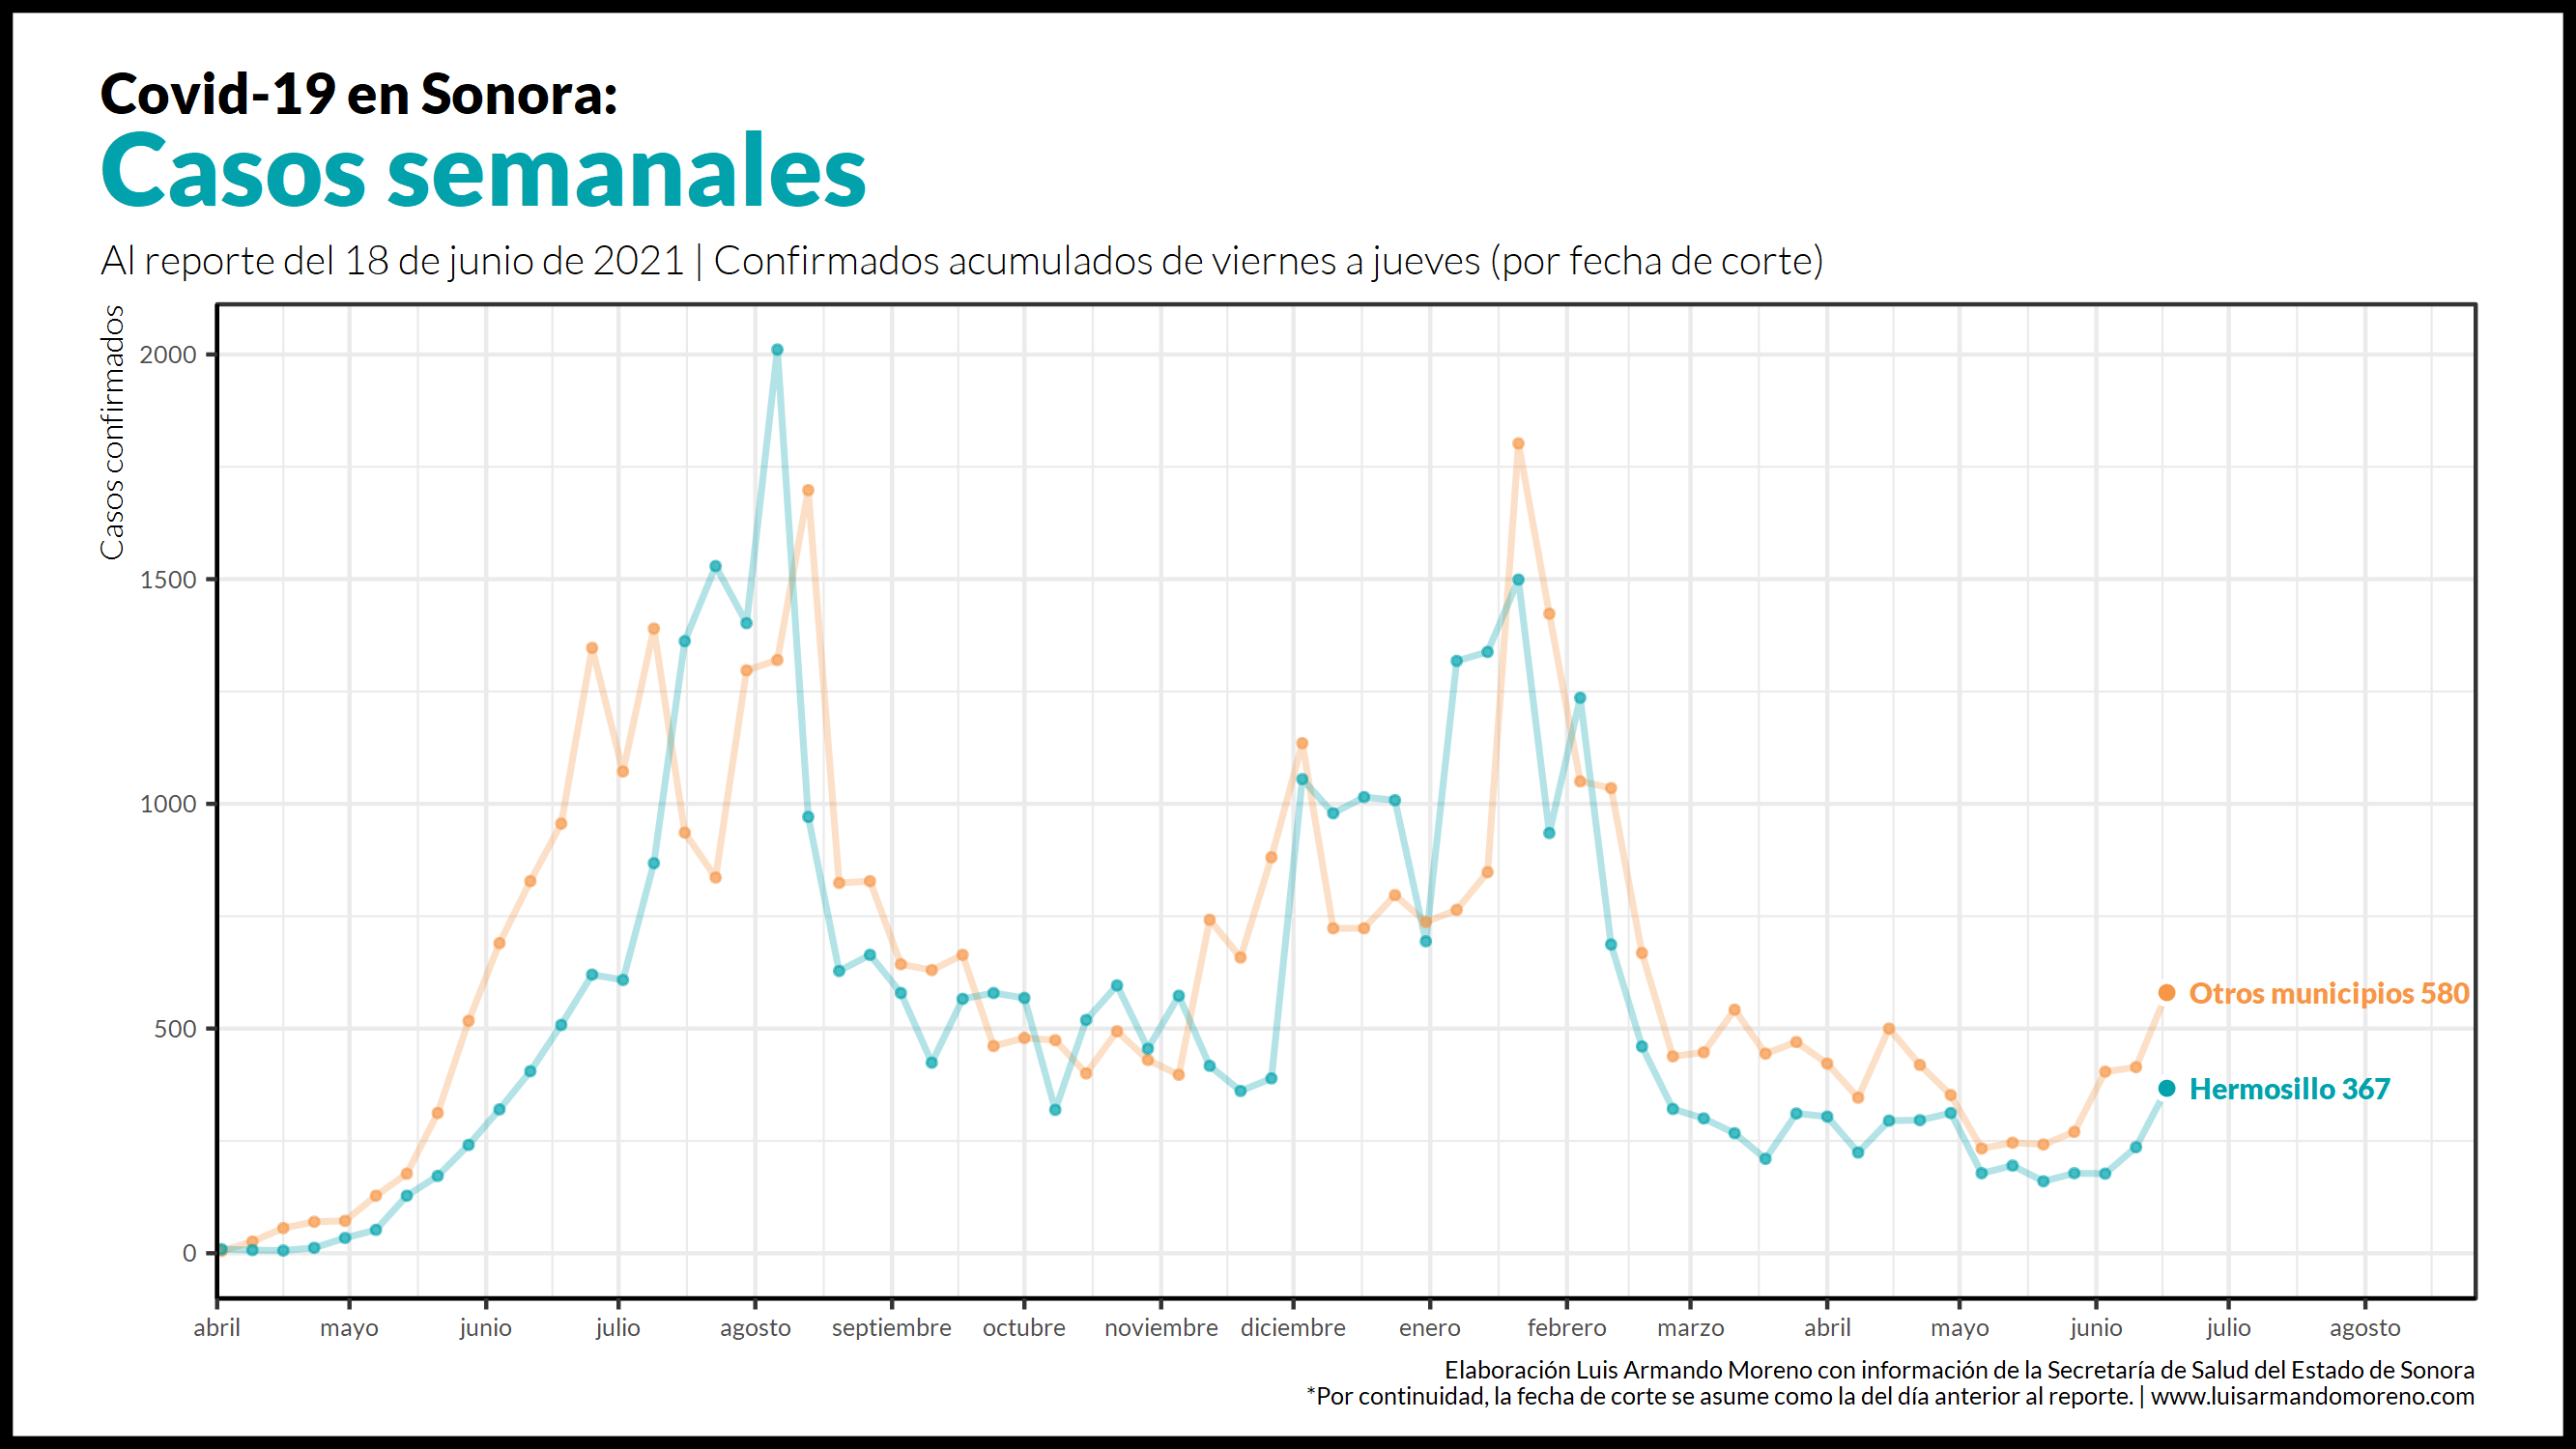 Covid-19 en Sonora:
Casos semanales
Al reporte del 18 de junio de 2021 | Confirmados acumulados de viernes a jueves (por fecha de corte)
Casos confirmados
2000
1500
1000
500
0
Otros municipios 580
Hermosillo 367
abril mayo junio julio agosto septiembre octubre noviembre diciembre enero febrero marzo abril mayo junio julio agosto
Elaboración Luis Armando Moreno con información de la Secretaría de Salud del Estado de Sonora
*Por continuidad, la fecha de corte se asume como la del día anterior al reporte. | www.luisarmandomoreno.com